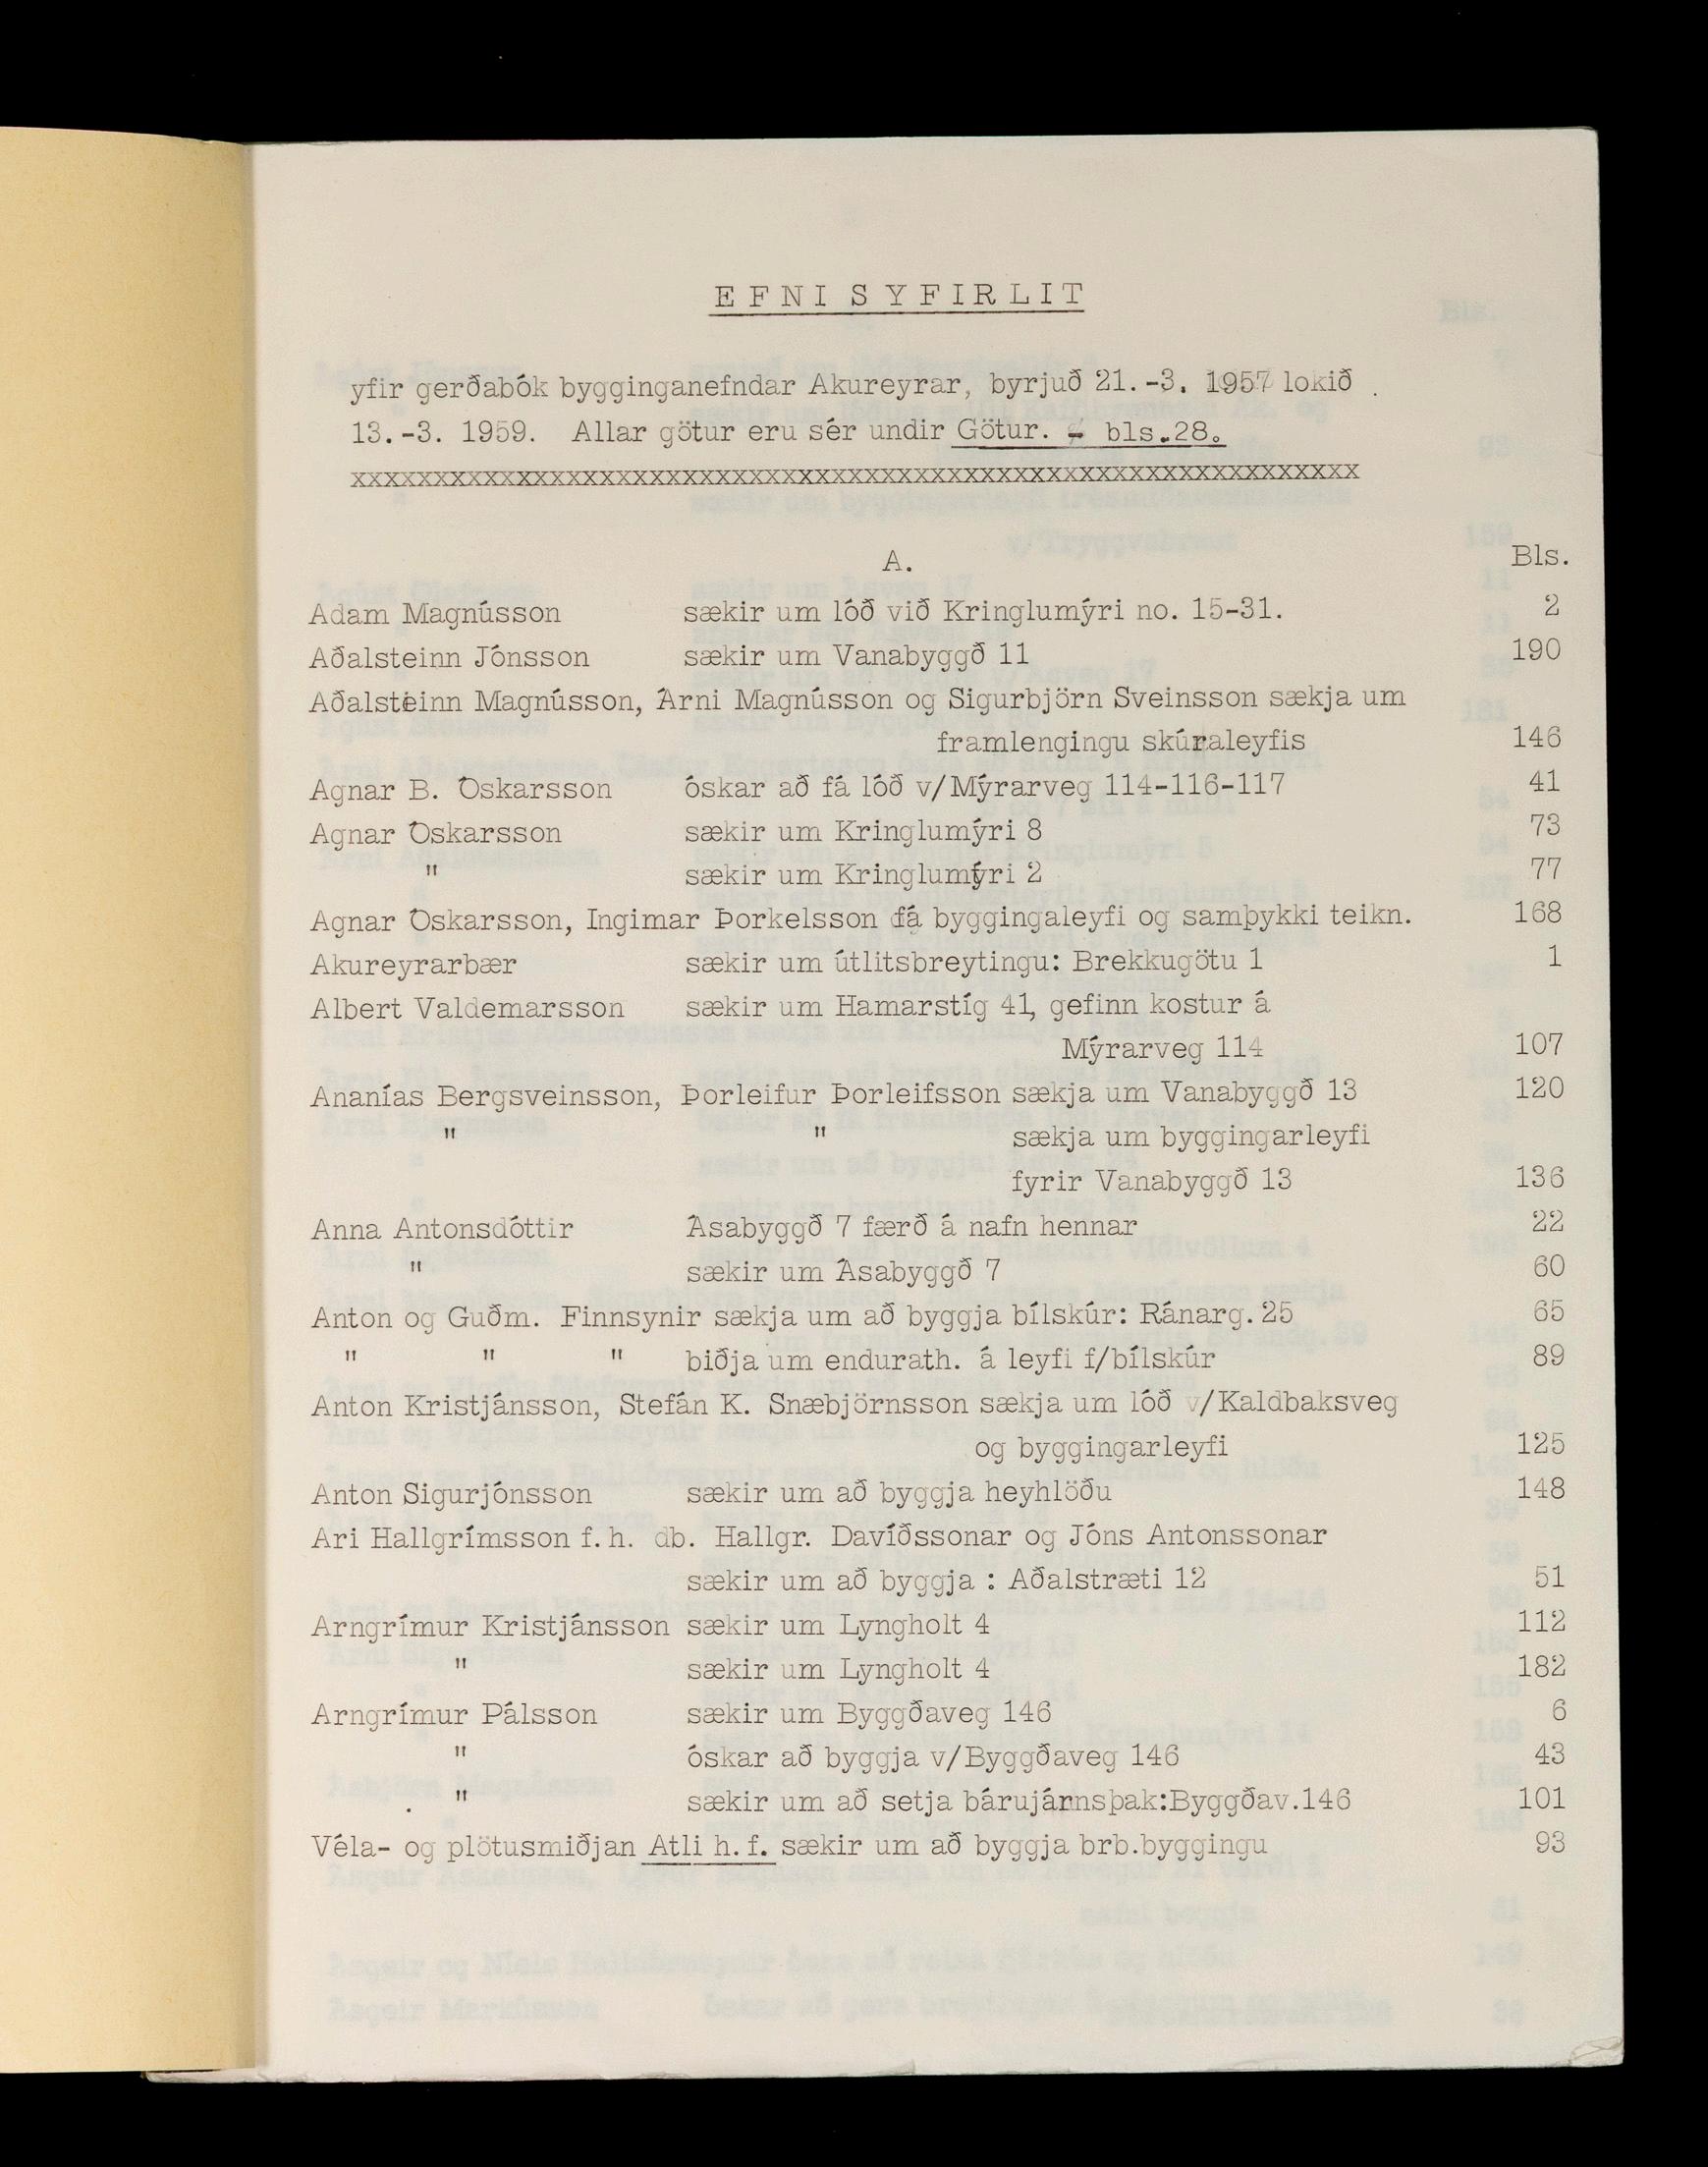 EFNISYFIRLIT
yfir gerðabók bygginganefndar Akureyrar, byrjuð 21.-3. 1957 lokið
13.-3. 1959. Allar götur eru sér undir Götur. - bls.28.
xxxxxxxxxxxxxxxxxxxxxxxxxxxxxxxxxxxxxxxxxxxxxxxxxxxxxxxxxxxxx
A. Bls.
Adam Magnússon sækir um lóð við Kringlumýri no. 15-31. 2
Aðalsteinn Jónsson sækir um Vanabyggð 11 190
Aðalsteinn Magnússon, Árni Magnússon og Sigurbjörn Sveinsson sækja um
framlengingu skúraleyfis 146
Agnar B. Óskarsson óskar að fá lóð v/Mýrarveg 114-116-117 41
Agnar Óskarsson sækir um Kringlumýri 8 73
" sækir um Kringlumýri 2 77
Agnar Óskarsson, Ingimar Þorkelsson fá byggingaleyfi og samþykki teikn. 168
Akureyrarbær sækir um útlitsbreytingu: Brekkugötu 1 1
Albert Valdemarsson sækir um Hamarstíg 41, gefinn kostur á
Mýrarveg 114 107
Ananías Bergsveinsson, Þorleifur Þorleifsson sækja um Vanabyggð 13 120
" " sækja um byggingarleyfi
fyrir Vanabyggð 13 136
Anna Antonsdóttir Ásabyggð 7 færð á nafn hennar 22
" sækir um Ásabyggð 7 60
Anton og Guðm. Finnsynir sækja um að byggja bílskúr: Ránarg.25 65
" " " biðja um endurath. á leyfi f/bílskúr 89
Anton Kristjánsson, Stefán K. Snæbjörnsson sækja um lóð v/Kaldbaksveg
og byggingarleyfi 125
Anton Sigurjónsson sækir um að byggja heyhlöðu 148
Ari Hallgrímsson f.h. db. Hallgr. Davíðssonar og Jóns Antonssonar
sækir um að byggja : Aðalstræti 12 51
Arngrímur Kristjánsson sækir um Lyngholt 4 112
" sækir um Lyngholt 4 182
Arngrímur Pálsson sækir um Byggðaveg 146 6
" óskar að byggja v/Byggðaveg 146 43
" sækir um að setja bárujárnsþak:Byggðav.146 101
Véla- og plötusmiðjan Atli h.f. sækir um að byggja brb.byggingu 93